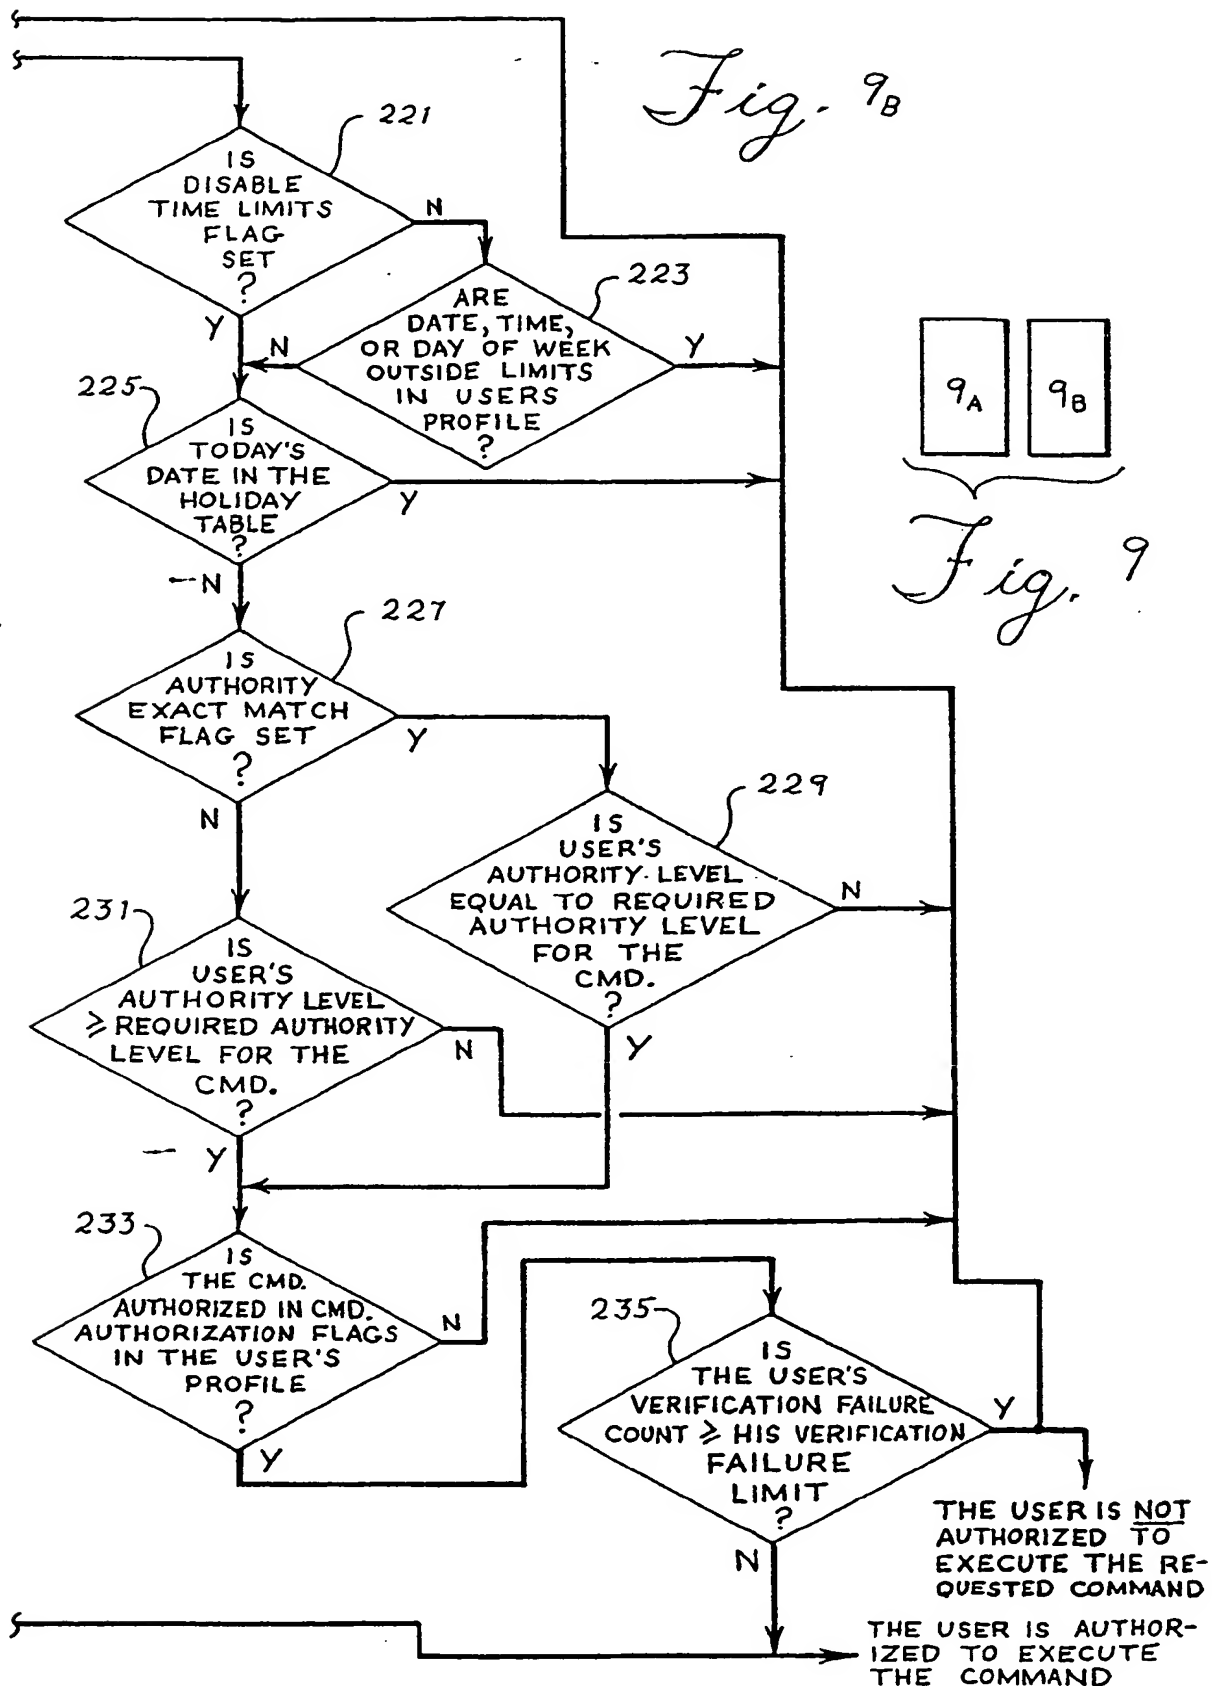 Fig. 9B
221
IS
DISABLE
TIME LIMITS
FLAG
SET
?
N
Y
223
ARE
DATE, TIME,
OR DAY OF WEEK
OUTSIDE LIMITS
IN USERS
PROFILE
?
N
Y
9A
9B
Fig. 9
225
IS
TODAY'S
DATE IN THE
HOLIDAY
TABLE
?
Y
N
227
IS
AUTHORITY
EXACT MATCH
FLAG SET
?
Y
N
229
IS
USER'S
AUTHORITY LEVEL
EQUAL TO REQUIRED
AUTHORITY LEVEL
FOR THE
CMD.
?
N
Y
231
IS
USER'S
AUTHORITY LEVEL
≥ REQUIRED AUTHORITY
LEVEL FOR THE
CMD.
?
N
Y
233
IS
THE CMD.
AUTHORIZED IN CMD.
AUTHORIZATION FLAGS
IN THE USER'S
PROFILE
?
N
Y
235
IS
THE USER'S
VERIFICATION FAILURE
COUNT ≥ HIS VERIFICATION
FAILURE
LIMIT
?
Y
N
THE USER IS NOT
AUTHORIZED TO
EXECUTE THE RE-
QUESTED COMMAND
THE USER IS AUTHOR-
IZED TO EXECUTE
THE COMMAND